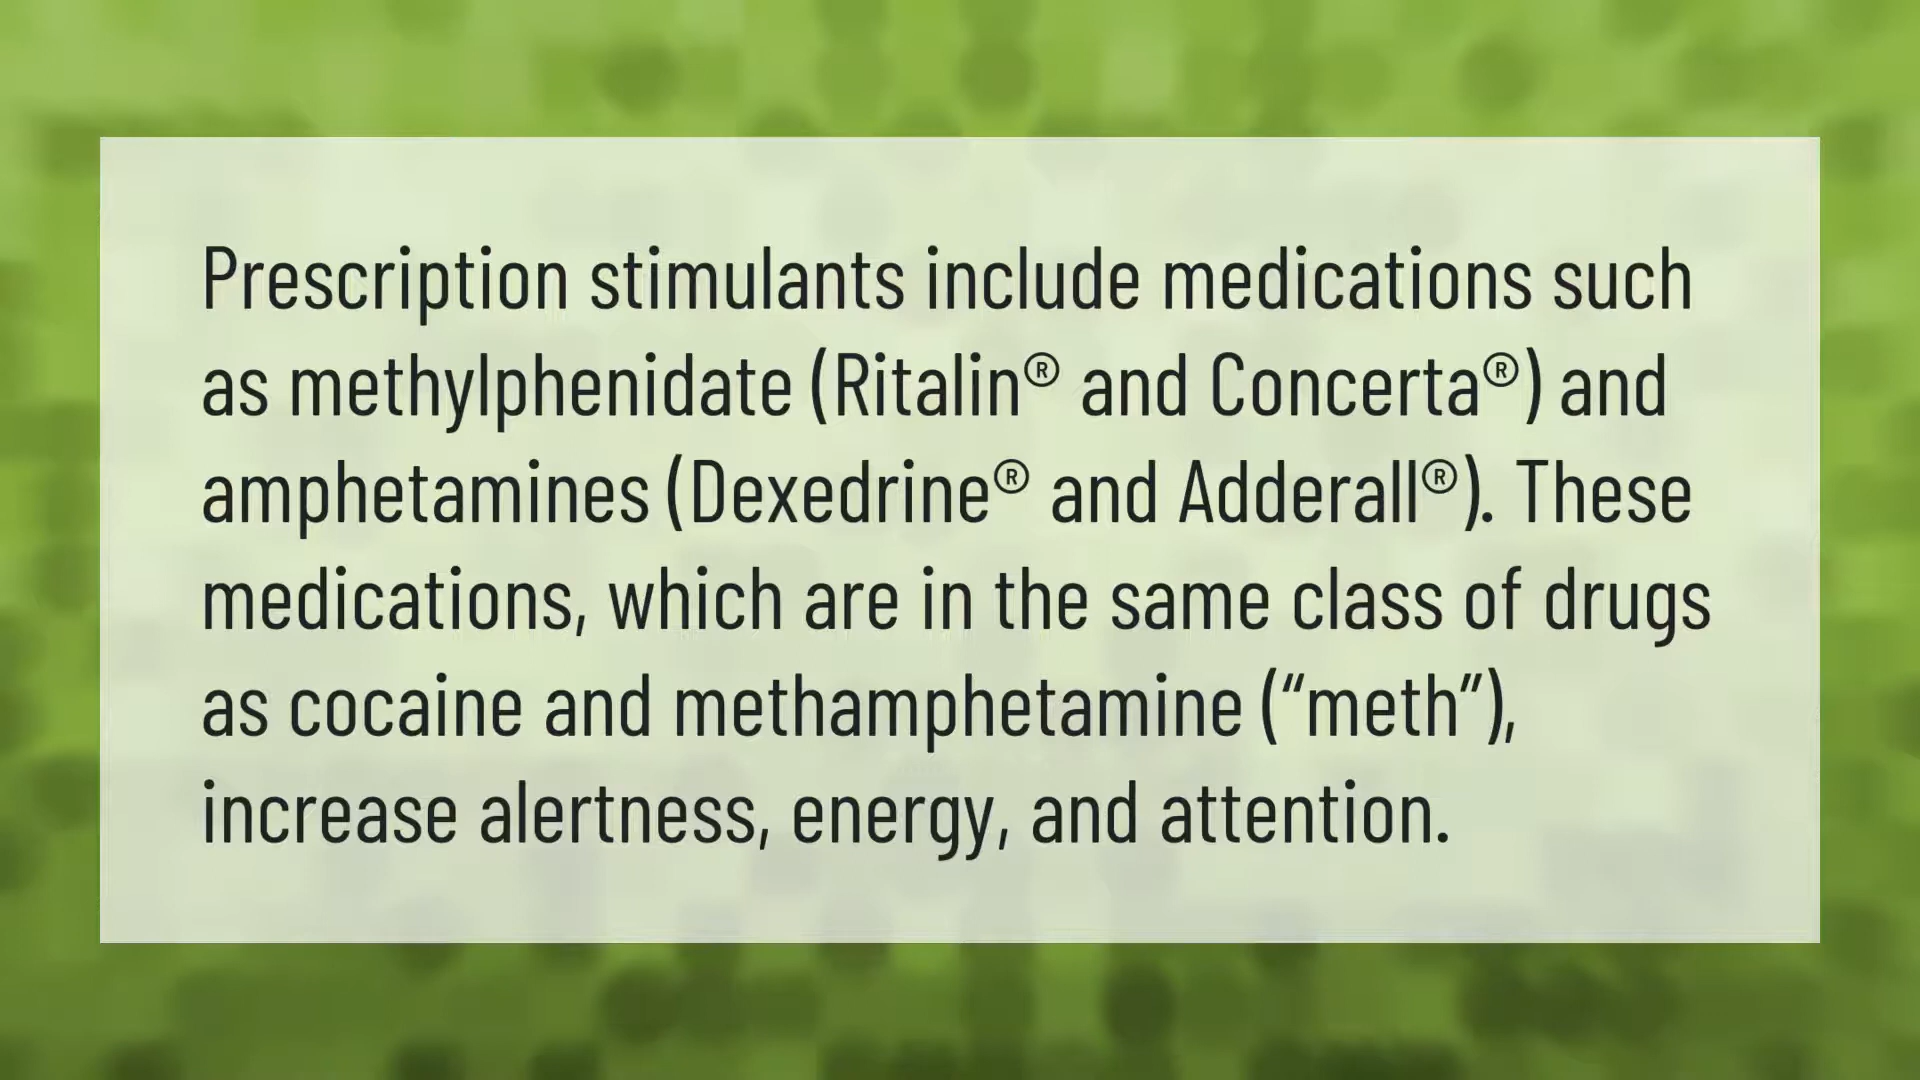 Prescription stimulants include medications such
as methylphenidate (Ritalin® and Concerta®) and
amphetamines (Dexedrine® and Adderall®). These
medications, which are in the same class of drugs
as cocaine and methamphetamine (“meth”),
increase alertness, energy, and attention.